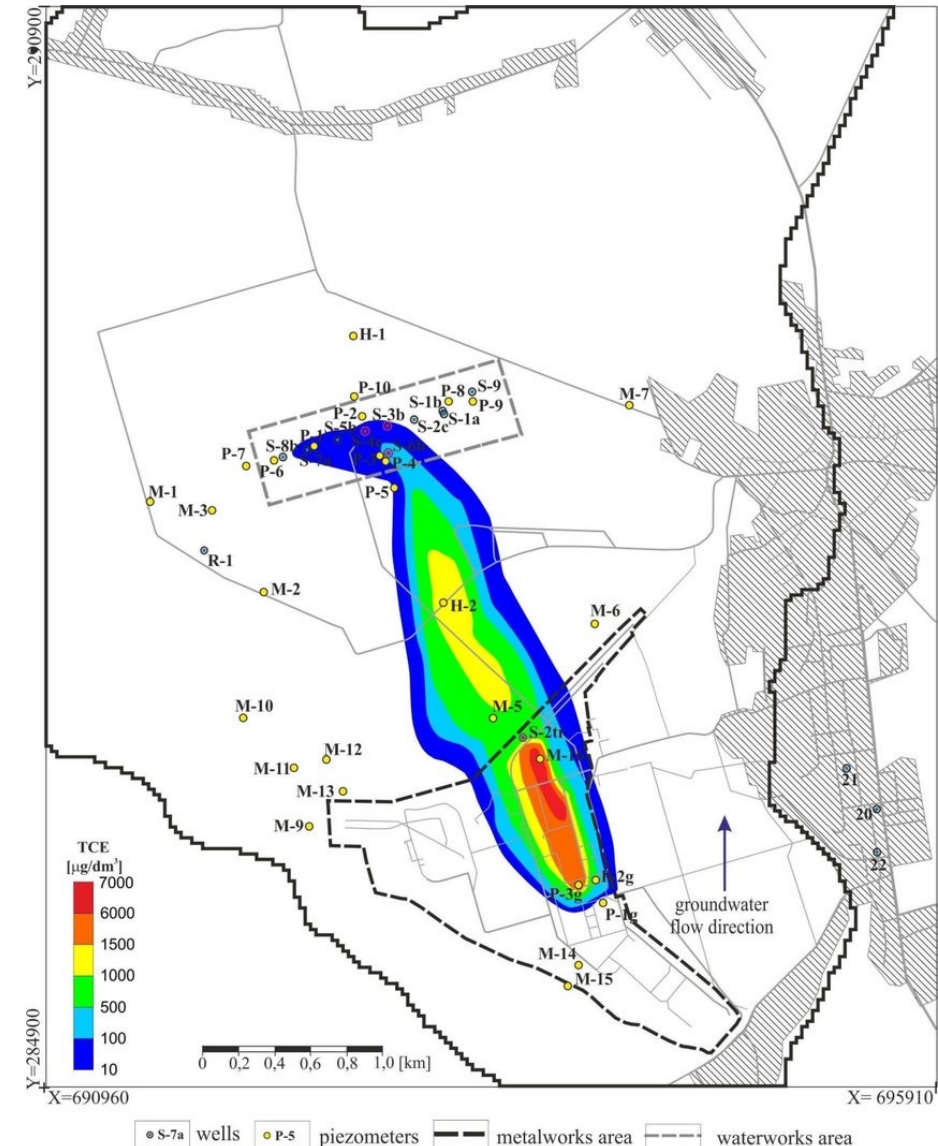 Y=290900
H-1
P-10
P-8
S-9
P-2
S-3b
S-1b
P-9
M-7
S-1a
S-5b
S-2c
P-1
S-8b
S-7a
P-7
P-6
P-4
P-5
M-1
M-3
R-1
M-2
H-2
M-6
M-10
M-5
S-2tr
M-12
M-11
M-13
M-9
21
20
22
P-3g
P-1g
groundwater
flow direction
M-14
M-15
TCE
[µg/dm³]
7000
6000
1500
1000
500
100
10
0 0,2 0,4 0,6 0,8 1,0 [km]
Y=284900
X=690960
X=695910
S-7a wells
P-5 piezometers
metalworks area
waterworks area